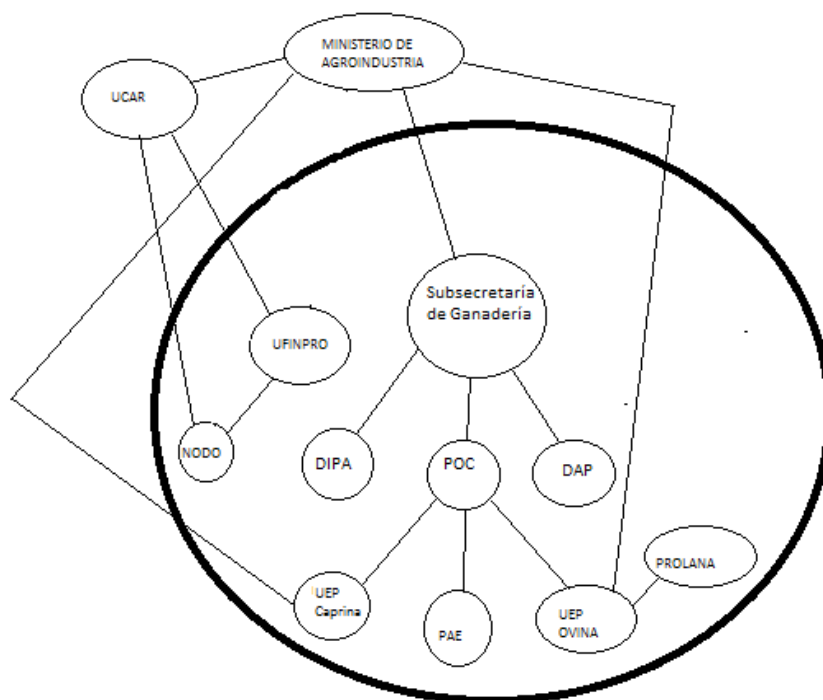 MINISTERIO DE
AGROINDUSTRIA
UCAR
Subsecretaría
de Ganadería
UFINPRO
NODO
DIPA
POC
DAP
PROLANA
UEP
Caprina
PAE
UEP
OVINA